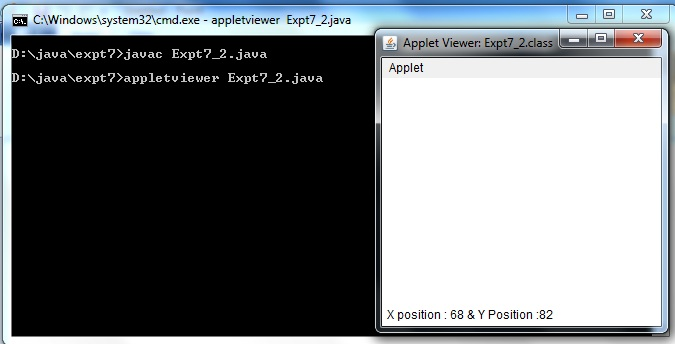 C:\Windows\system32\cmd.exe - appletviewer  Expt7_2.java
D:\java\expt7>javac Expt7_2.java
D:\java\expt7>appletviewer Expt7_2.java
Applet Viewer: Expt7_2.class
Applet
X position : 68 & Y Position :82